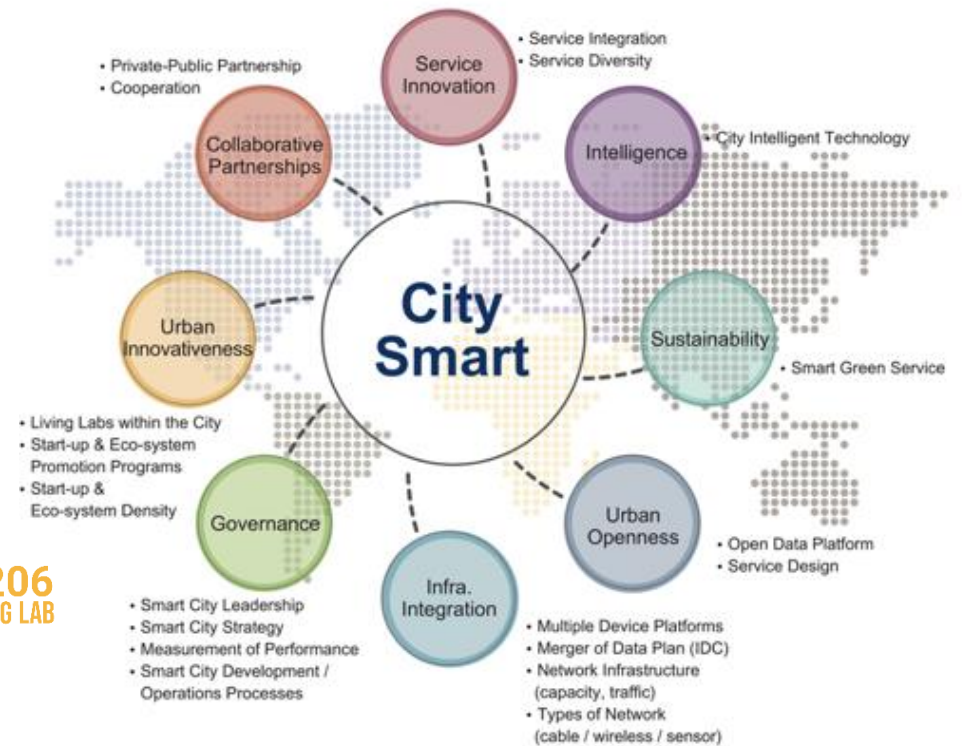 Service
Innovation
• Service Integration
• Service Diversity
• Private-Public Partnership
• Cooperation
Collaborative
Partnerships
Intelligence
• City Intelligent Technology
City
Smart
Urban
Innovativeness
Sustainability
• Smart Green Service
• Living Labs within the City
• Start-up & Eco-system
Promotion Programs
• Start-up &
Eco-system Density
Governance
Urban
Openness
• Open Data Platform
• Service Design
206
G LAB
Infra.
Integration
• Smart City Leadership
• Smart City Strategy
• Measurement of Performance
• Smart City Development /
Operations Processes
• Multiple Device Platforms
• Merger of Data Plan (IDC)
• Network Infrastructure
(capacity, traffic)
• Types of Network
(cable / wireless / sensor)